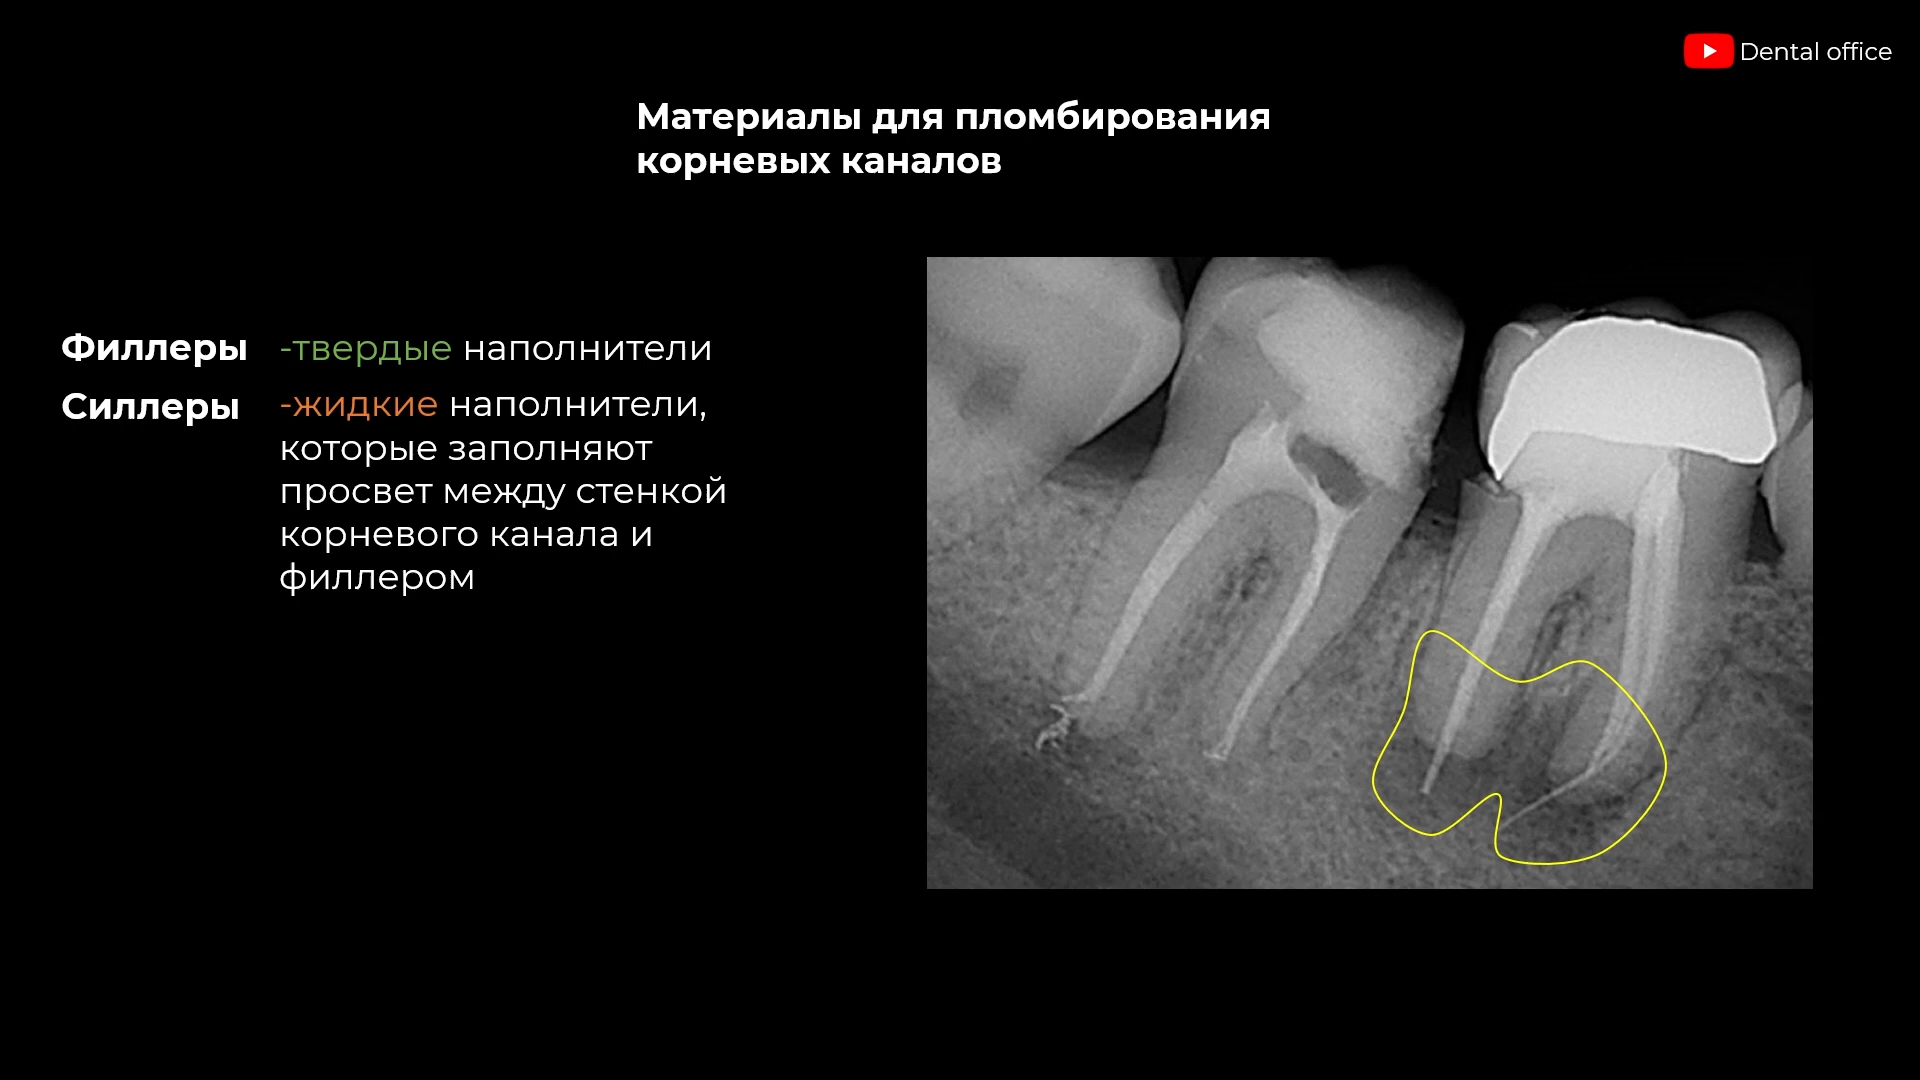 Dental office
Материалы для пломбирования
корневых каналов
Филлеры -твердые наполнители
Силлеры -жидкие наполнители,
которые заполняют
просвет между стенкой
корневого канала и
филлером